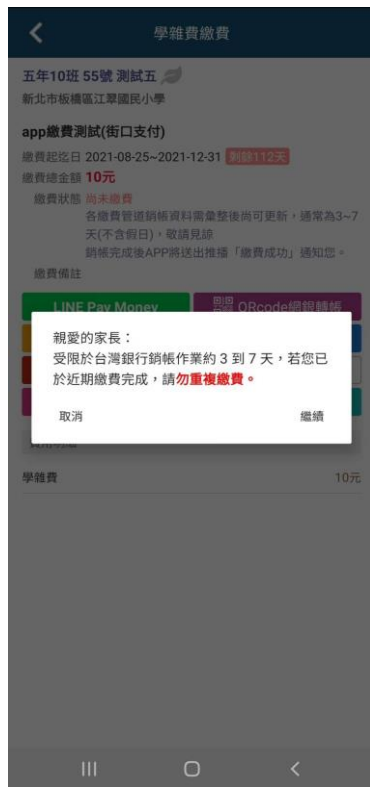 學雜費繳費
五年10班 55號 測試五
新北市板橋區江翠國民小學
app繳費測試(街口支付)
繳費起迄日 2021-08-25~2021-12-31 剩餘112天
繳費總金額 10元
繳費狀態 尚未繳費
各繳費管道銷帳資料需彙整後尚可更新，通常為3~7
天(不含假日)，敬請見諒
銷帳完成後APP將送出推播「繳費成功」通知您。
繳費備註
LINE Pay Money
QRcode網銀轉帳
親愛的家長：
受限於台灣銀行銷帳作業約 3 到 7 天，若您已
於近期繳費完成，請勿重複繳費。
取消
繼續
學雜費
10元